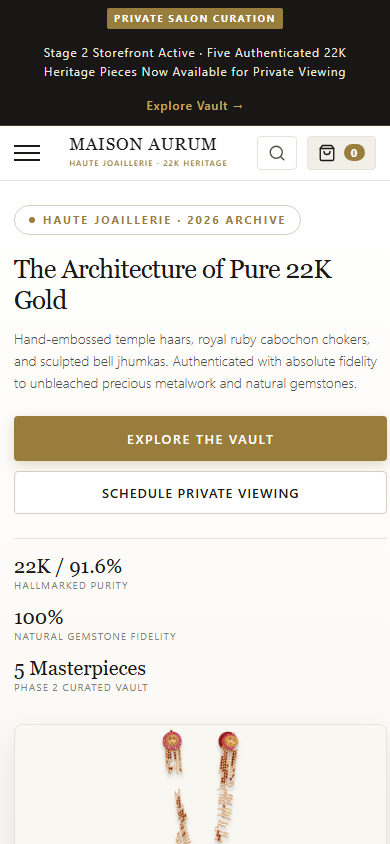 PRIVATE SALON CURATION
Stage 2 Storefront Active · Five Authenticated 22K
Heritage Pieces Now Available for Private Viewing
Explore Vault →
MAISON AURUM
HAUTE JOAILLERIE · 22K HERITAGE
0
HAUTE JOAILLERIE · 2026 ARCHIVE
The Architecture of Pure 22K
Gold
Hand-embossed temple haars, royal ruby cabochon chokers,
and sculpted bell jhumkas. Authenticated with absolute fidelity
to unbleached precious metalwork and natural gemstones.
EXPLORE THE VAULT
SCHEDULE PRIVATE VIEWING
22K / 91.6%
HALLMARKED PURITY
100%
NATURAL GEMSTONE FIDELITY
5 Masterpieces
PHASE 2 CURATED VAULT